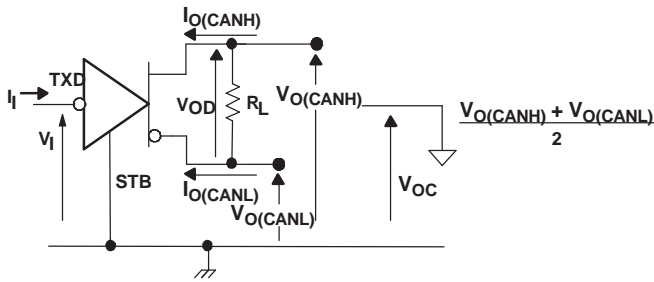 I_O(CANH)
TXD
I_I
V_I
V_OD
R_L
V_O(CANH)
V_O(CANH) + V_O(CANL)
2
STB
I_O(CANL)
V_O(CANL)
V_OC